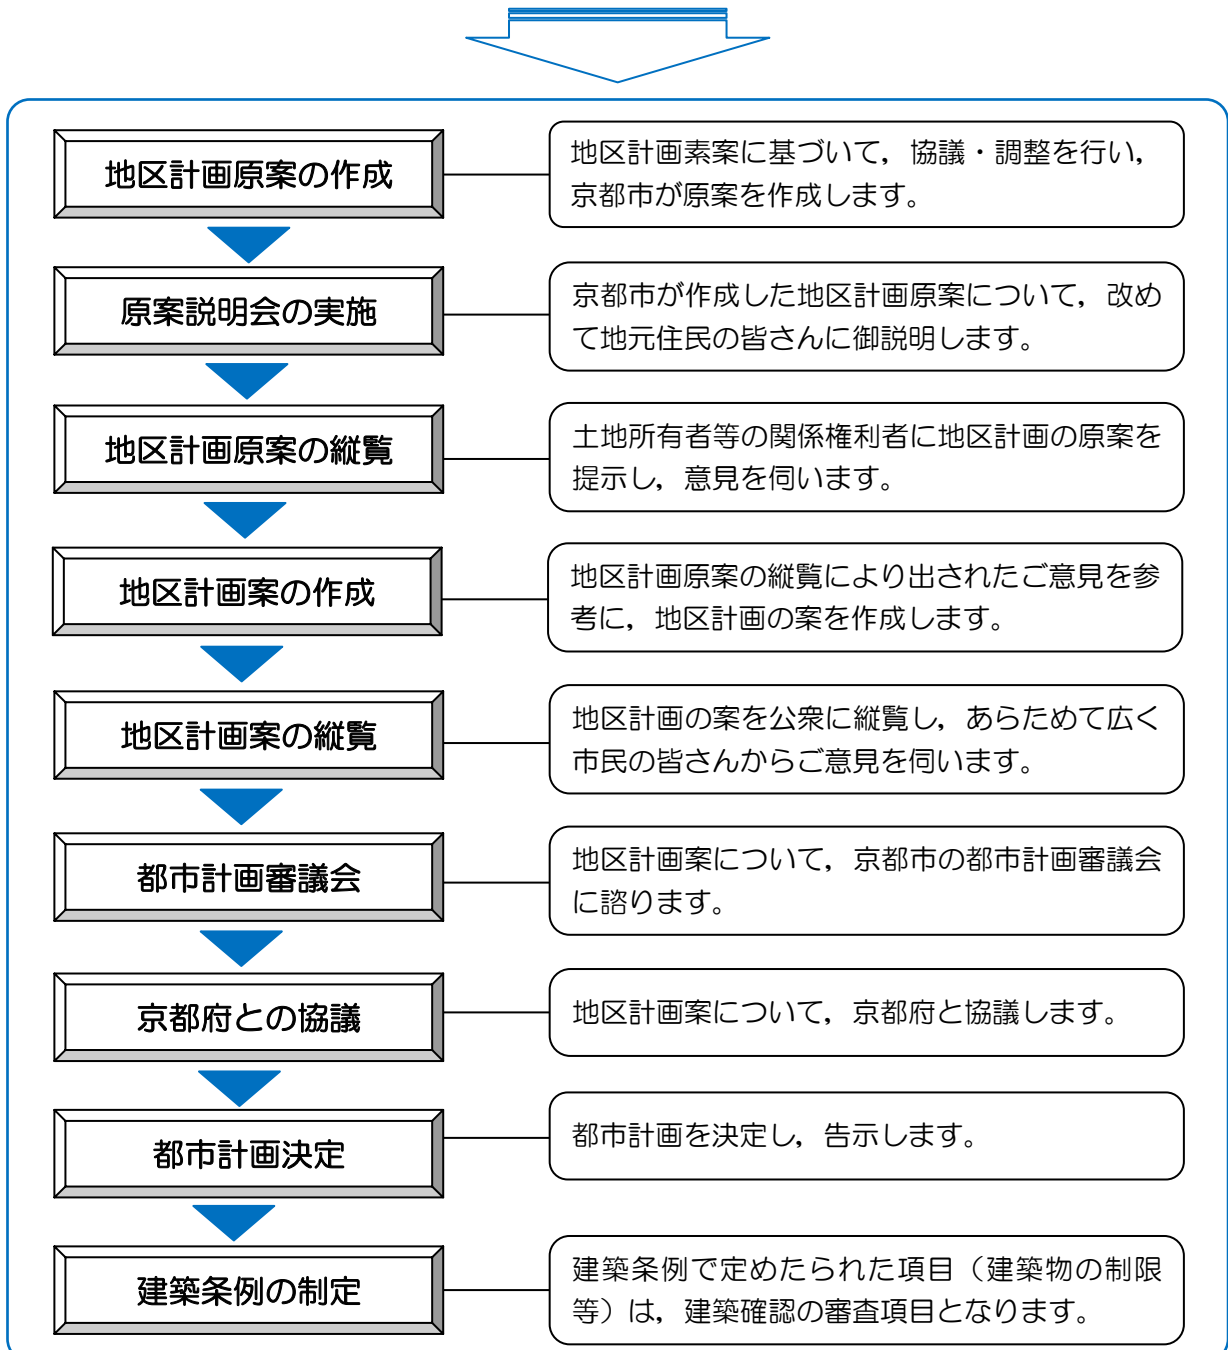 地区計画原案の作成
地区計画素案に基づいて，協議・調整を行い，
京都市が原案を作成します。
原案説明会の実施
京都市が作成した地区計画原案について，改め
て地元住民の皆さんに御説明します。
地区計画原案の縦覧
土地所有者等の関係権利者に地区計画の原案を
提示し，意見を伺います。
地区計画案の作成
地区計画原案の縦覧により出されたご意見を参
考に，地区計画の案を作成します。
地区計画案の縦覧
地区計画の案を公衆に縦覧し，あらためて広く
市民の皆さんからご意見を伺います。
都市計画審議会
地区計画案について，京都市の都市計画審議会
に諮ります。
京都府との協議
地区計画案について，京都府と協議します。
都市計画決定
都市計画を決定し，告示します。
建築条例の制定
建築条例で定めたられた項目（建築物の制限
等）は，建築確認の審査項目となります。